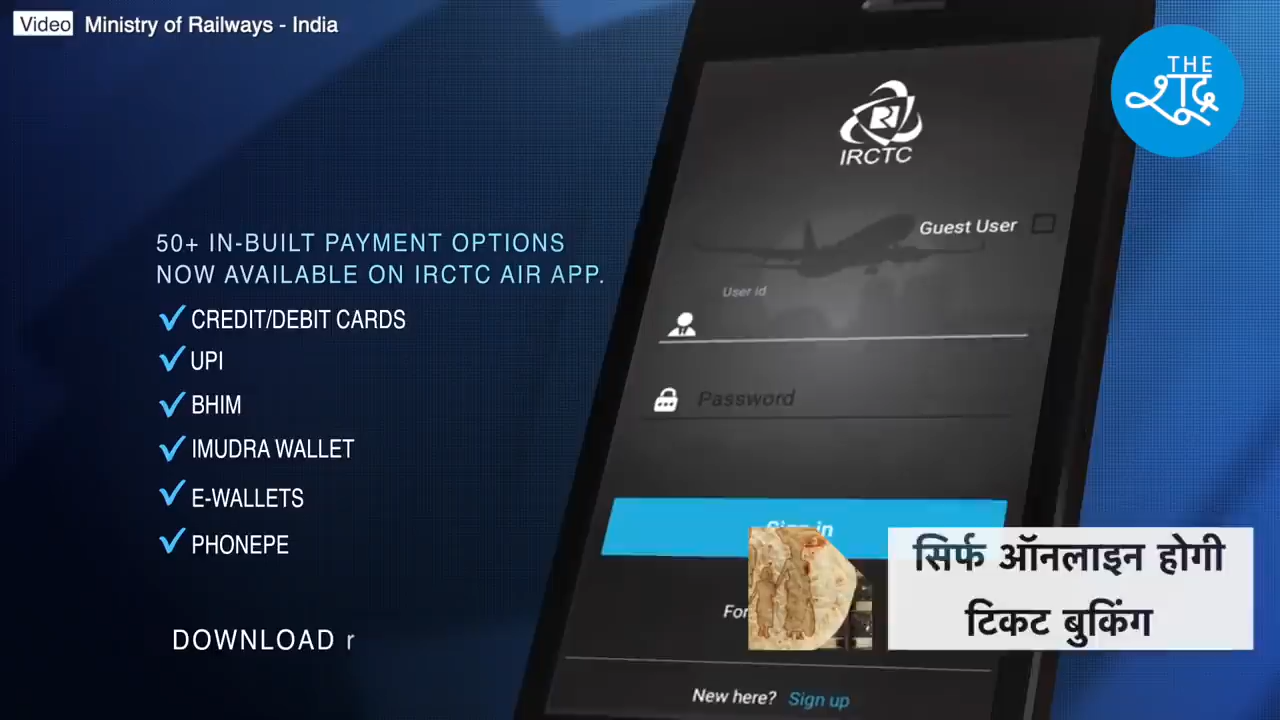 Video Ministry of Railways - India
THE
शूद्र
IRCTC
Guest User
User id
Password
Sign in
New here? Sign up
50+ IN-BUILT PAYMENT OPTIONS
NOW AVAILABLE ON IRCTC AIR APP.
CREDIT/DEBIT CARDS
UPI
BHIM
IMUDRA WALLET
E-WALLETS
PHONEPE
DOWNLOAD r
सिर्फ ऑनलाइन होगी
टिकट बुकिंग